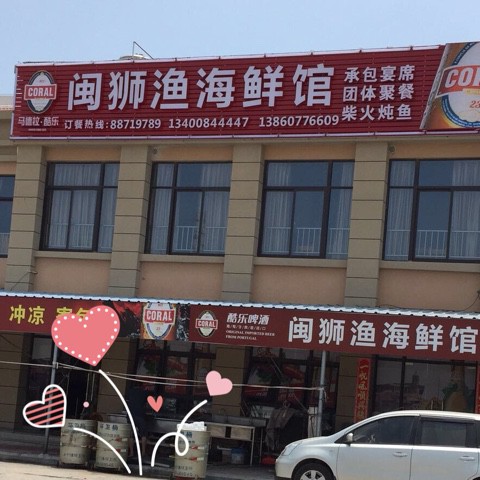 CORAL
马德拉·酷乐
闽狮渔海鲜馆
承包宴席
团体聚餐
柴火炖鱼
订餐热线:88719789 13400844447 13860776609
CORAL
冲凉
CORAL
CORAL
酷乐啤酒
ORIGINAL IMPORTED BEER
FROM PORTUGAL
闽狮渔海鲜馆